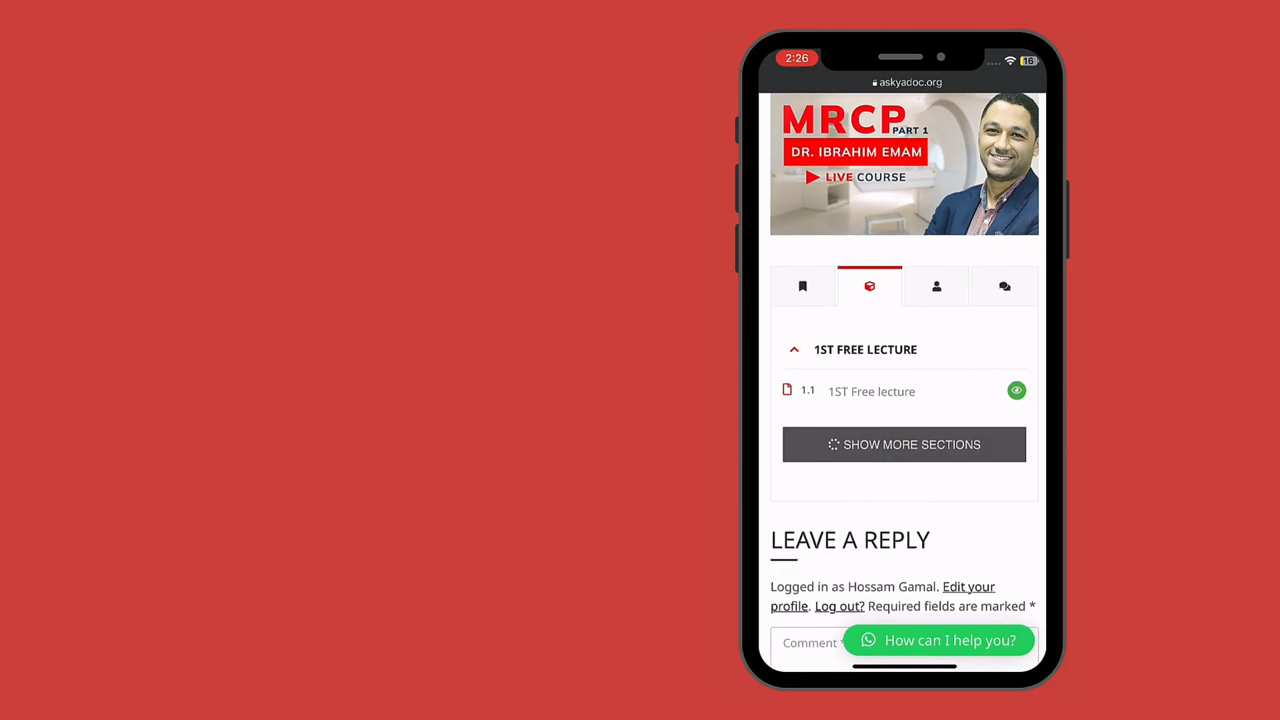 2:26
16
askyadoc.org
MRCP PART 1
DR. IBRAHIM EMAM
LIVE COURSE
1ST FREE LECTURE
1.1 1ST Free lecture
SHOW MORE SECTIONS
LEAVE A REPLY
Logged in as Hossam Gamal. Edit your
profile. Log out? Required fields are marked *
Comment *
How can I help you?